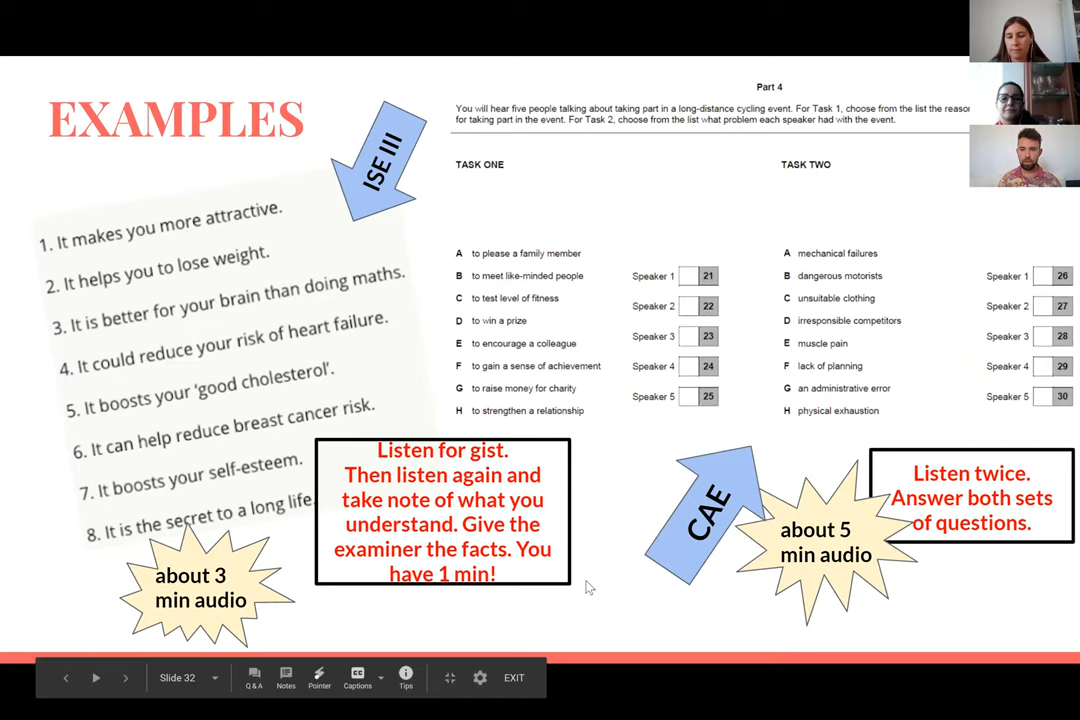 EXAMPLES
ISE III
1. It makes you more attractive.
2. It helps you to lose weight.
3. It is better for your brain than doing maths.
4. It could reduce your risk of heart failure.
5. It boosts your 'good cholesterol'.
6. It can help reduce breast cancer risk.
7. It boosts your self-esteem.
8. It is the secret to a long life.
about 3
min audio
Listen for gist.
Then listen again and
take note of what you
understand. Give the
examiner the facts. You
have 1 min!
Part 4
You will hear five people talking about taking part in a long-distance cycling event. For Task 1, choose from the list the
for taking part in the event. For Task 2, choose from the list what problem each speaker had with the event.
TASK ONE
A to please a family member
B to meet like-minded people
C to test level of fitness
D to win a prize
E to encourage a colleague
F to gain a sense of achievement
G to raise money for charity
H to strengthen a relationship
Speaker 1 21
Speaker 2 22
Speaker 3 23
Speaker 4 24
Speaker 5 25
TASK TWO
A mechanical failures
B dangerous motorists
C unsuitable clothing
D irresponsible competitors
E muscle pain
F lack of planning
G an administrative error
H physical exhaustion
Speaker 1 26
Speaker 2 27
Speaker 3 28
Speaker 4 29
Speaker 5 30
CAE
about 5
min audio
Listen twice.
Answer both sets
of questions.
Slide 32
Q & A
Notes
Pointer
Captions
Tips
EXIT